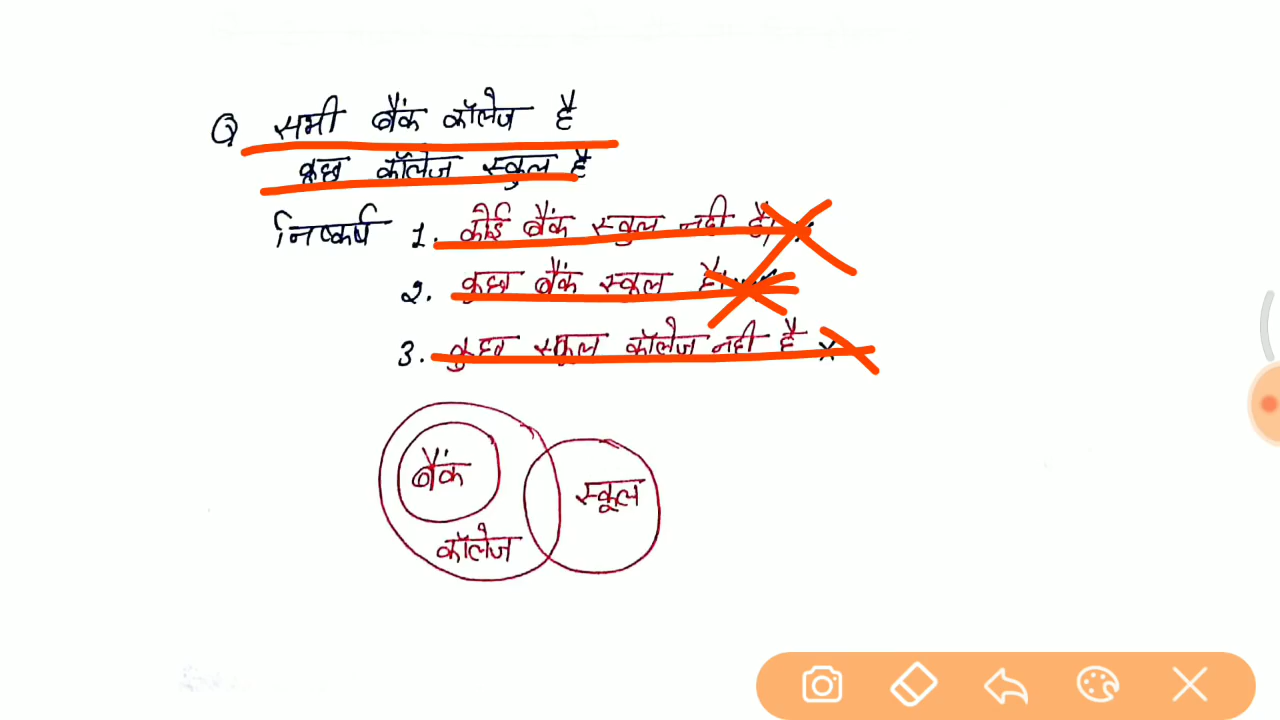 Q सभी बैंक कॉलेज है
कुछ कॉलेज स्कुल है
निष्कर्ष 1. कोई बैंक स्कुल नही है।
2. कुछ बैंक स्कूल है।
3. कुछ स्कूल कॉलेज नही है ×
बैंक
स्कूल
कॉलेज